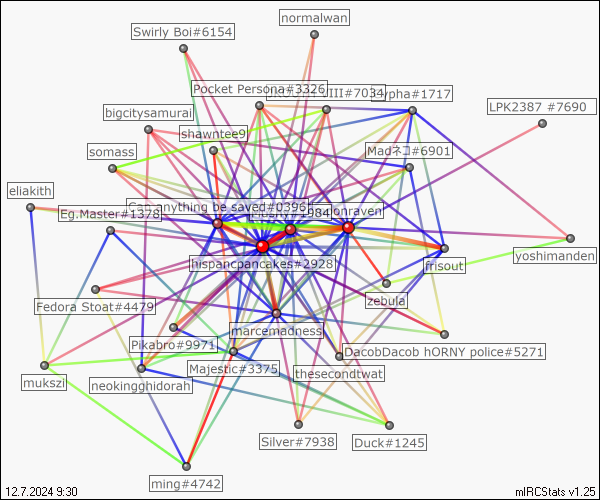 normalwan
Swirly Boi#6154
Pocket Persona#3326
VIII#7034
ypha#1717
LPK2387 #7690
bigcitysamurai
shawntee9
Madネコ#6901
somass
eliakith
Can anything be saved#0396
1984
onraven
Eg.Master#1378
yoshimanden
hispancpancakes#2928
frisout
zebula
Fedora Stoat#4479
marcemadness
Pikabro#9971
DacobDacob hORNY police#5271
Majestic#3375
thesecondtwat
mukszi
neokingghidorah
Silver#7938
Duck#1245
ming#4742
12.7.2024 9:30
mIRCStats v1.25